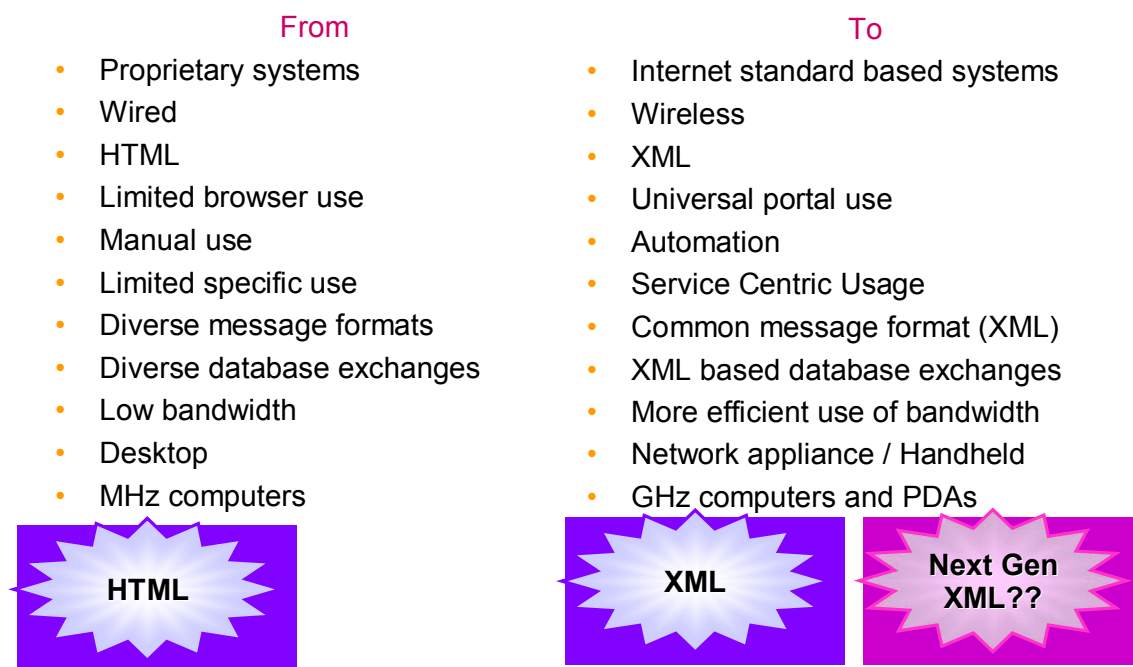 From
• Proprietary systems
• Wired
• HTML
• Limited browser use
• Manual use
• Limited specific use
• Diverse message formats
• Diverse database exchanges
• Low bandwidth
• Desktop
• MHz computers
HTML
To
• Internet standard based systems
• Wireless
• XML
• Universal portal use
• Automation
• Service Centric Usage
• Common message format (XML)
• XML based database exchanges
• More efficient use of bandwidth
• Network appliance / Handheld
• GHz computers and PDAs
XML
Next Gen
XML??